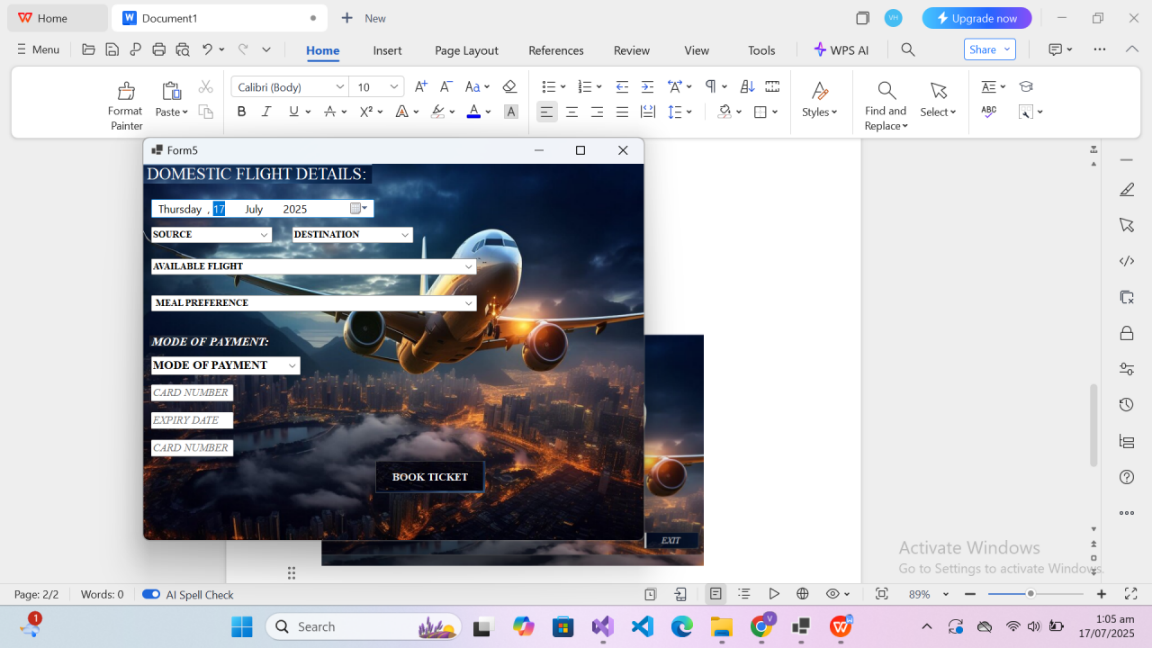 Home
Document1
New
VH
Upgrade now
Menu
Home
Insert
Page Layout
References
Review
View
Tools
WPS AI
Share
Format
Painter
Paste
Calibri (Body)
10
Styles
Find and
Replace
Select
Form5
DOMESTIC FLIGHT DETAILS:
Thursday , 17 July 2025
SOURCE
DESTINATION
AVAILABLE FLIGHT
MEAL PREFERENCE
MODE OF PAYMENT:
MODE OF PAYMENT
CARD NUMBER
EXPIRY DATE
CARD NUMBER
BOOK TICKET
EXIT
Activate Windows
Go to Settings to activate Windows.
Page: 2/2
Words: 0
AI Spell Check
89%
1
Search
1:05 am
17/07/2025